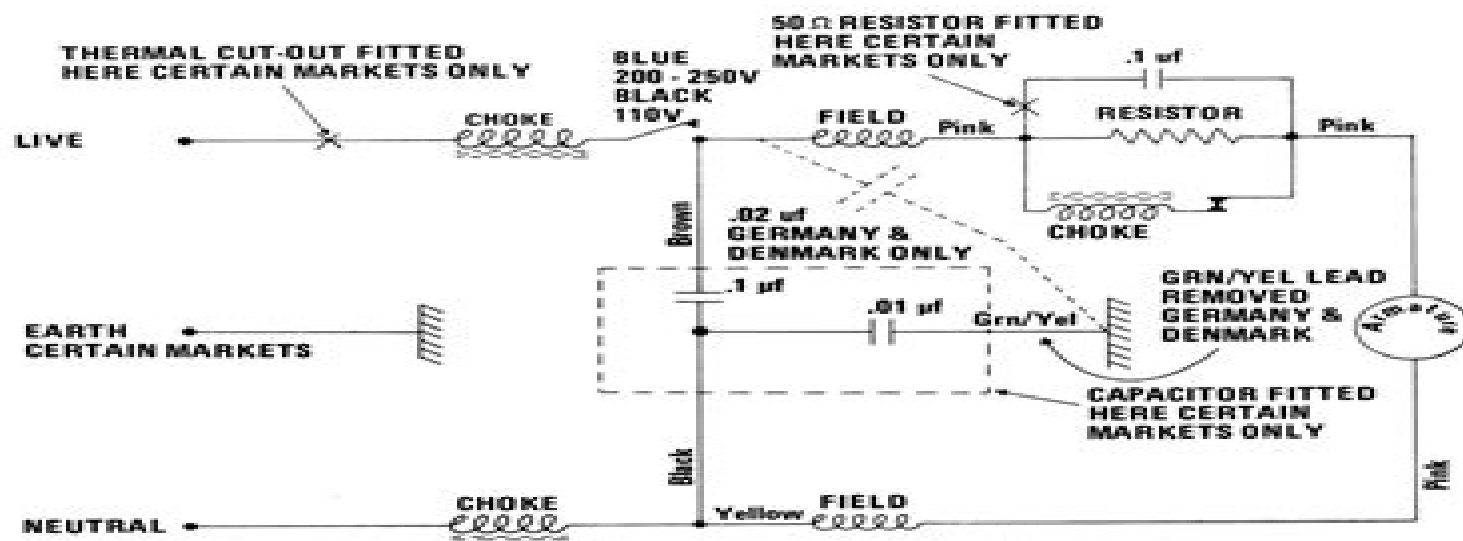 50 Ω RESISTOR FITTED
HERE CERTAIN
MARKETS ONLY
THERMAL CUT-OUT FITTED
HERE CERTAIN MARKETS ONLY
BLUE
200 - 250V
BLACK
110V
.1 uf
LIVE
CHOKE
FIELD
Pink
RESISTOR
Pink
Brown
.02 uf
GERMANY &
DENMARK ONLY
CHOKE
.1 µf
.01 µf
Grn/Yel
GRN/YEL LEAD
REMOVED
GERMANY &
DENMARK
Armature
EARTH
CERTAIN MARKETS
CAPACITOR FITTED
HERE CERTAIN
MARKETS ONLY
Black
Pink
NEUTRAL
CHOKE
Yellow
FIELD